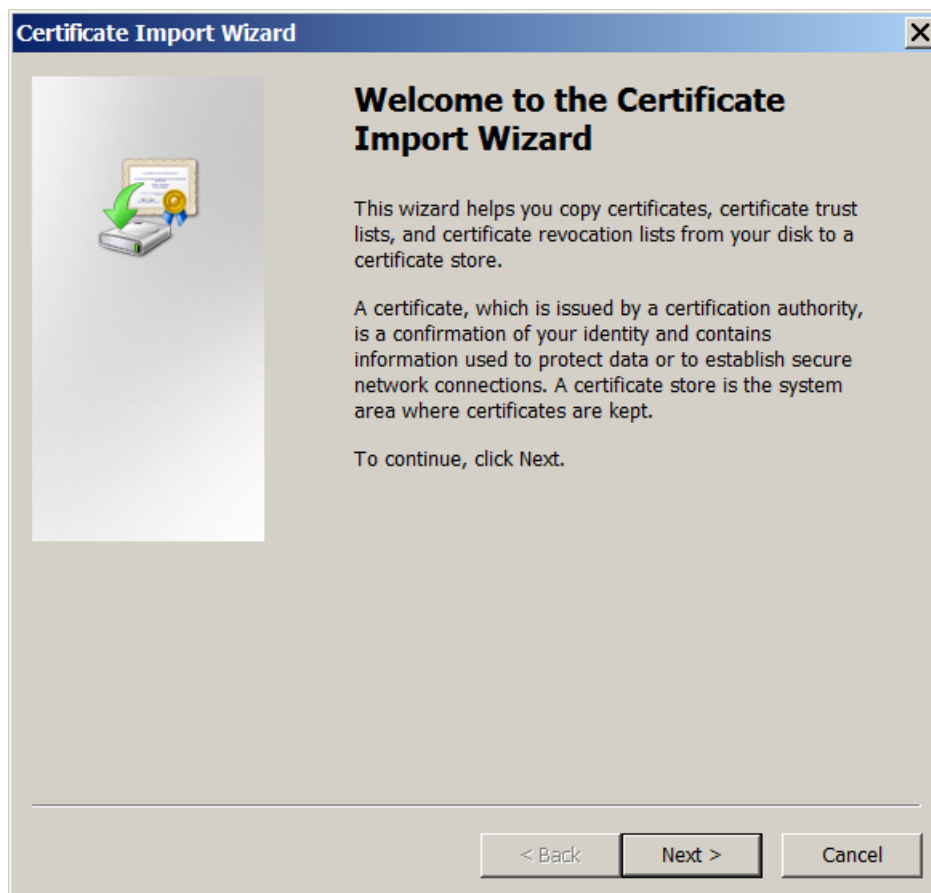 Certificate Import Wizard
Welcome to the Certificate
Import Wizard
This wizard helps you copy certificates, certificate trust
lists, and certificate revocation lists from your disk to a
certificate store.
A certificate, which is issued by a certification authority,
is a confirmation of your identity and contains
information used to protect data or to establish secure
network connections. A certificate store is the system
area where certificates are kept.
To continue, click Next.
< Back
Next >
Cancel